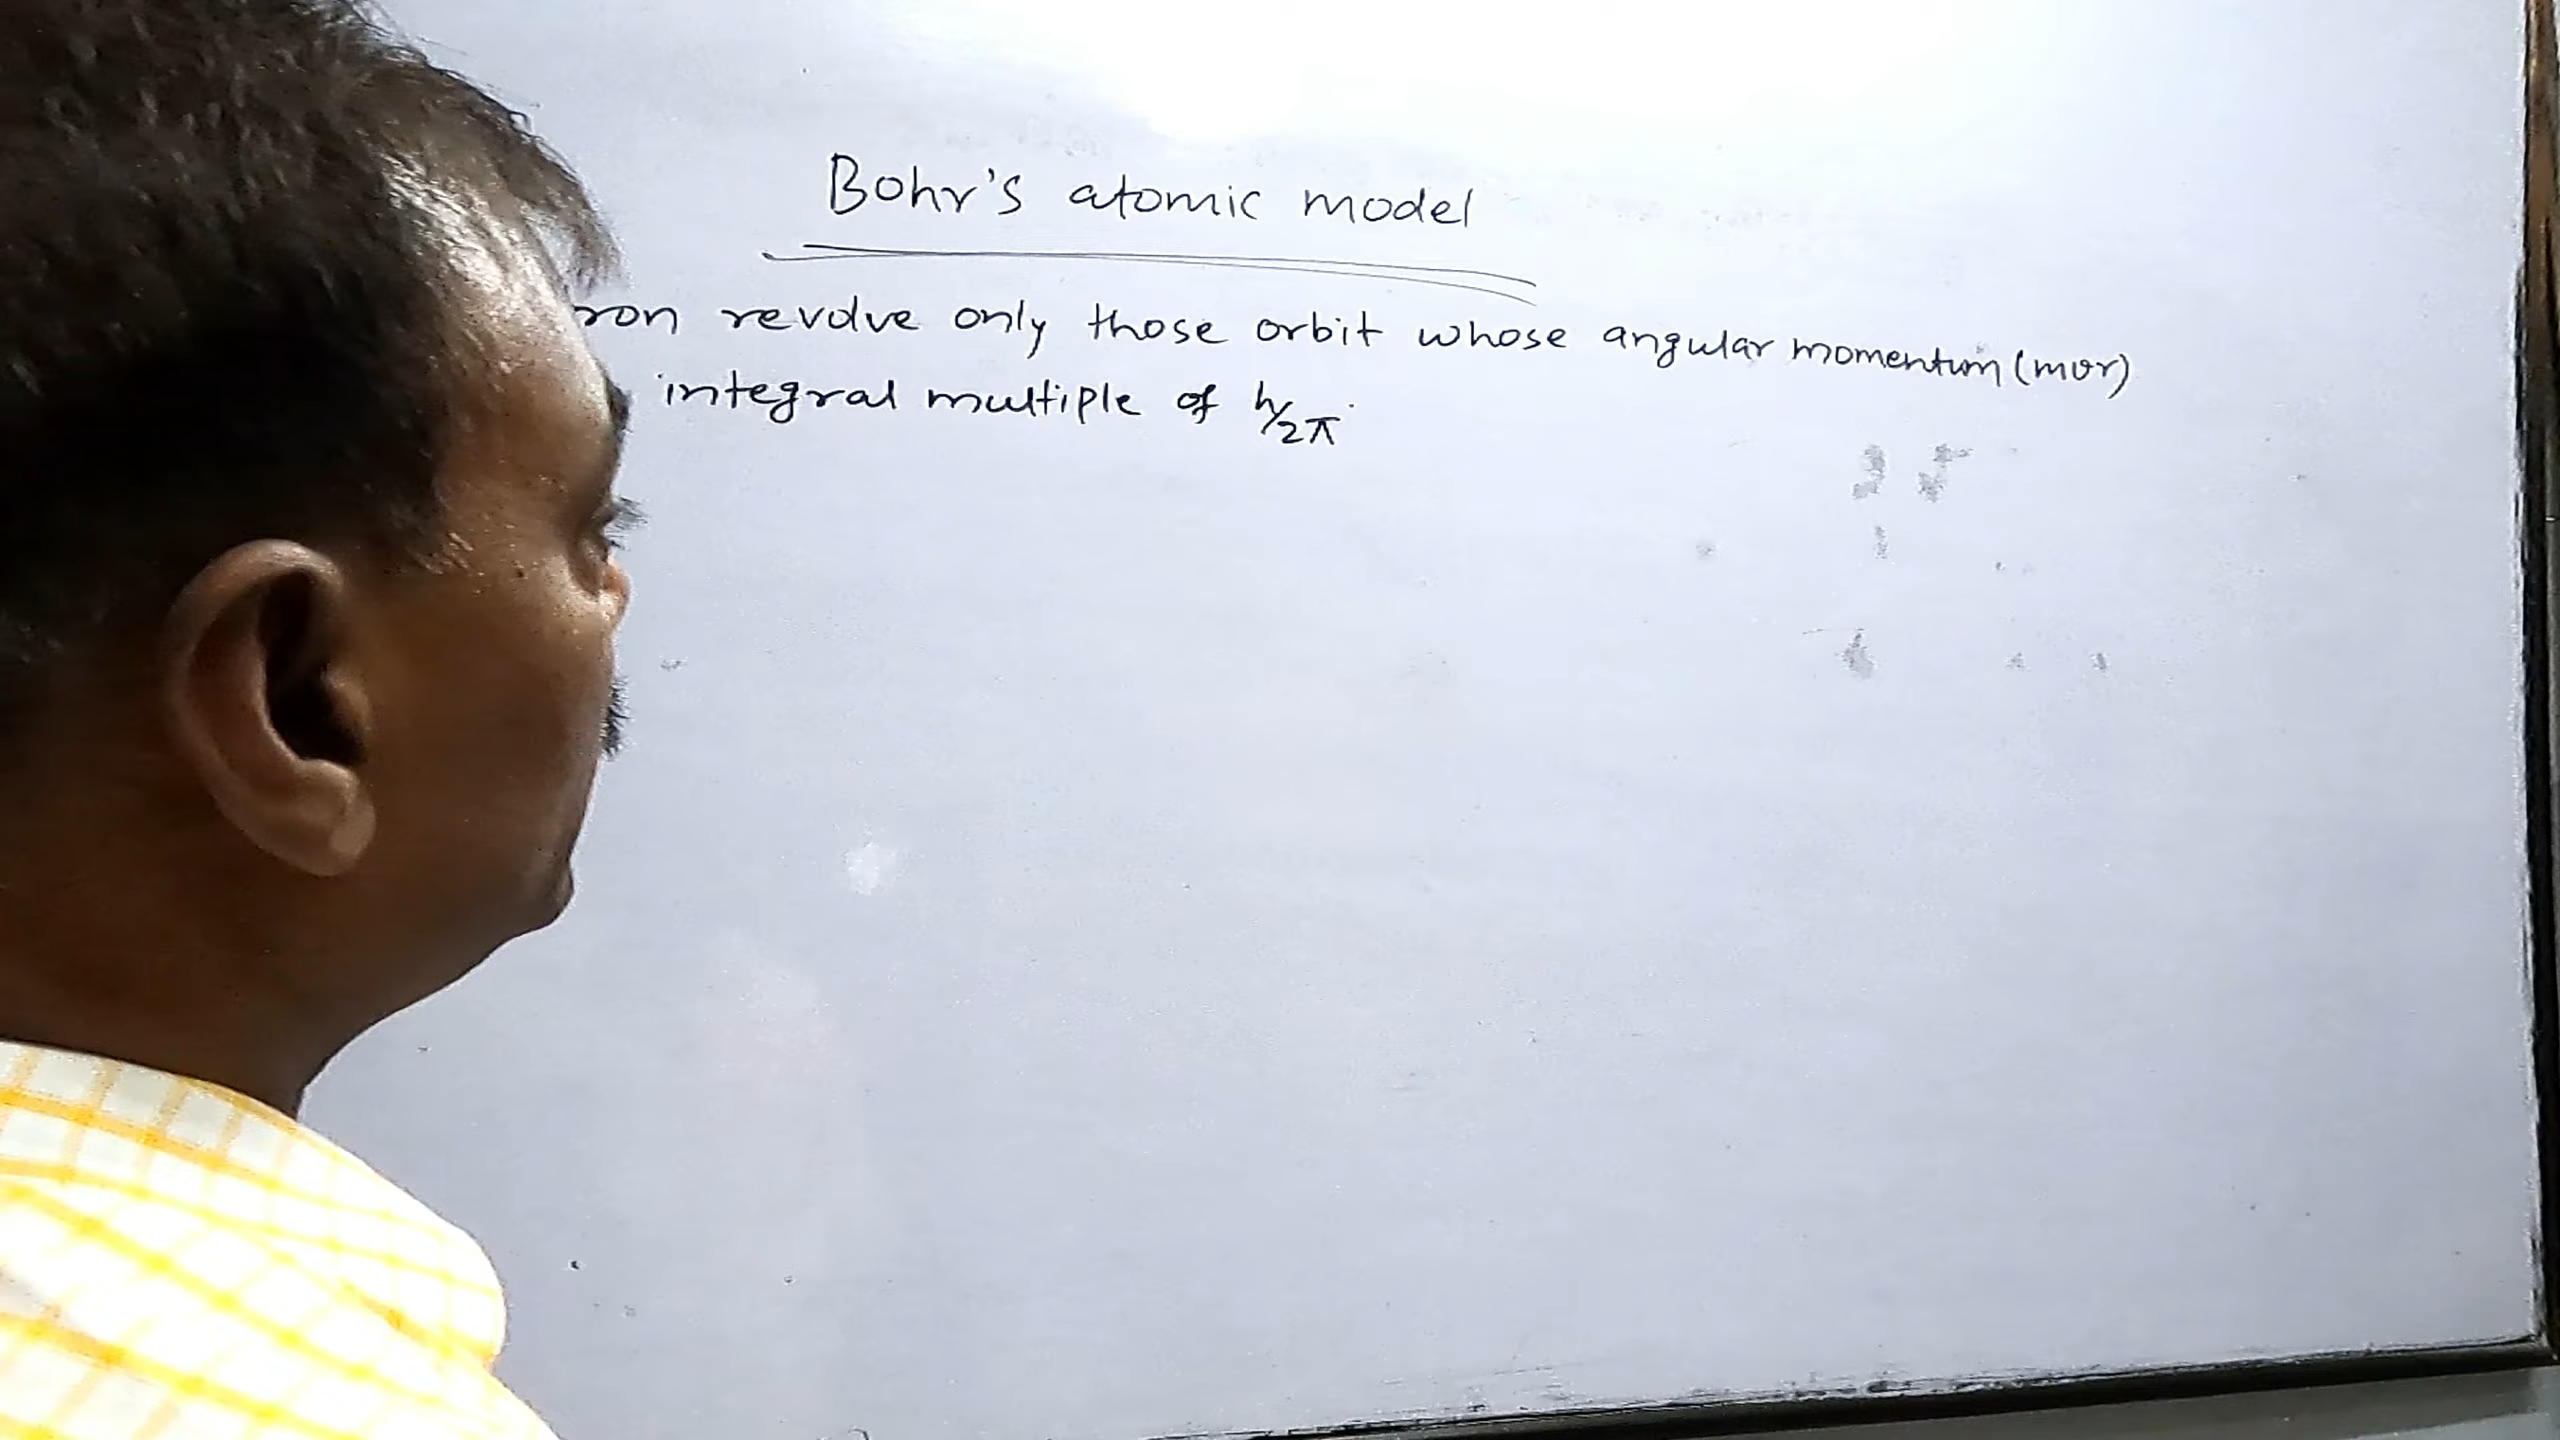 Bohr's atomic model
ron revolve only those orbit whose angular momentum (mvr)
integral multiple of h/2π